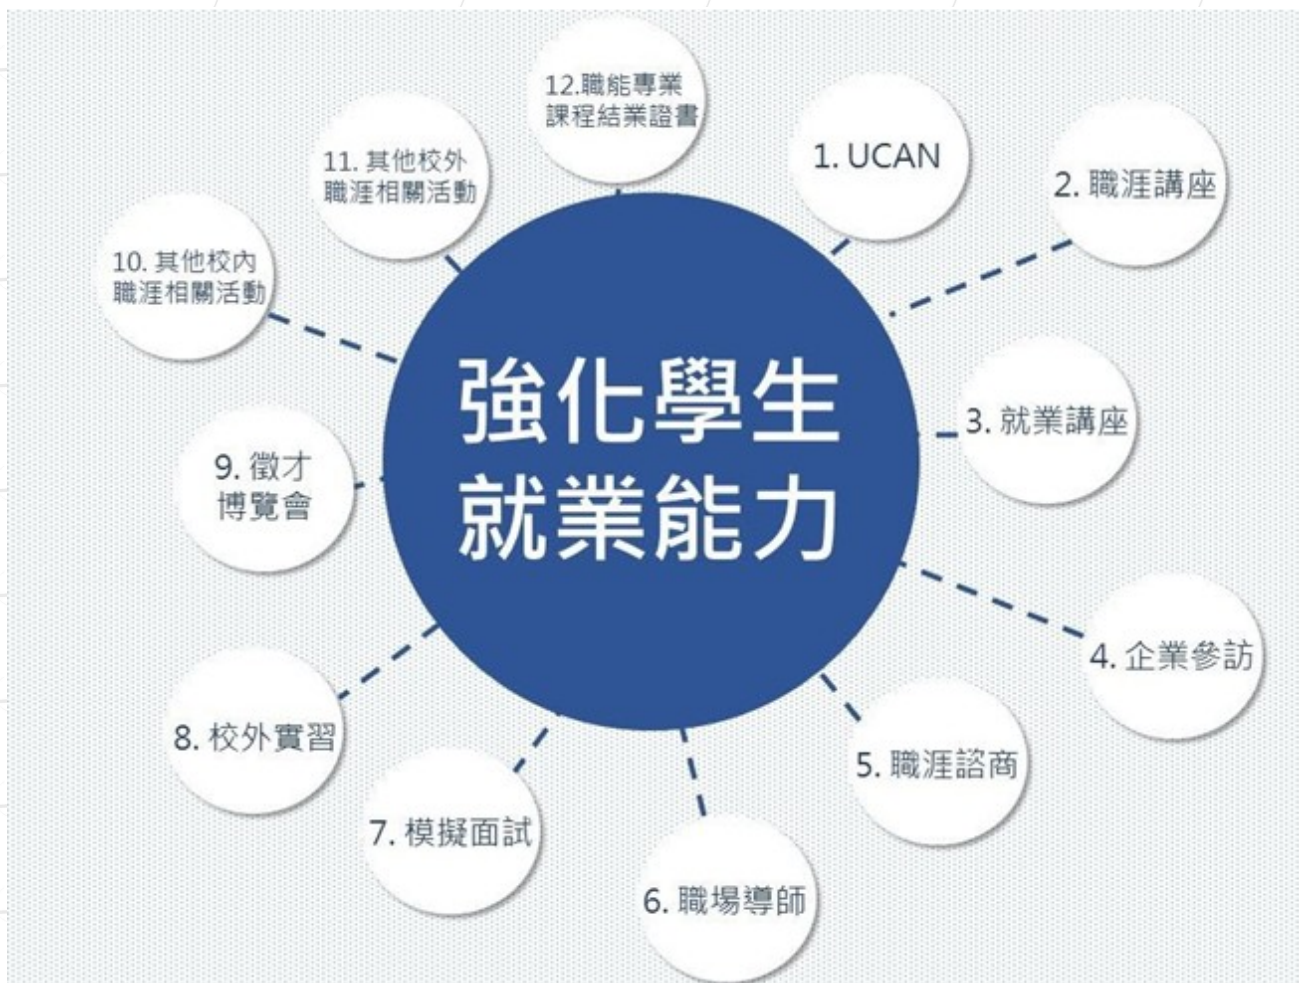 強化學生
就業能力
1. UCAN
2. 職涯講座
3. 就業講座
4. 企業參訪
5. 職涯諮商
6. 職場導師
7. 模擬面試
8. 校外實習
9. 徵才
博覽會
10. 其他校內
職涯相關活動
11. 其他校外
職涯相關活動
12.職能專業
課程結業證書